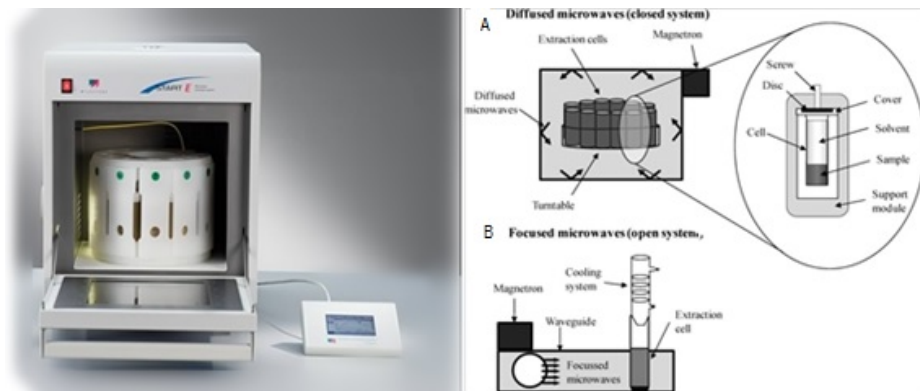 START E
A
Diffused microwaves (closed system)
Extraction cells
Magnetron
Diffused
microwaves
Turntable
Screw
Disc
Cover
Cell
Solvent
Sample
Support
module
B
Focused microwaves (open system)
Cooling
system
Magnetron
Waveguide
Extraction
cell
Focussed
microwaves